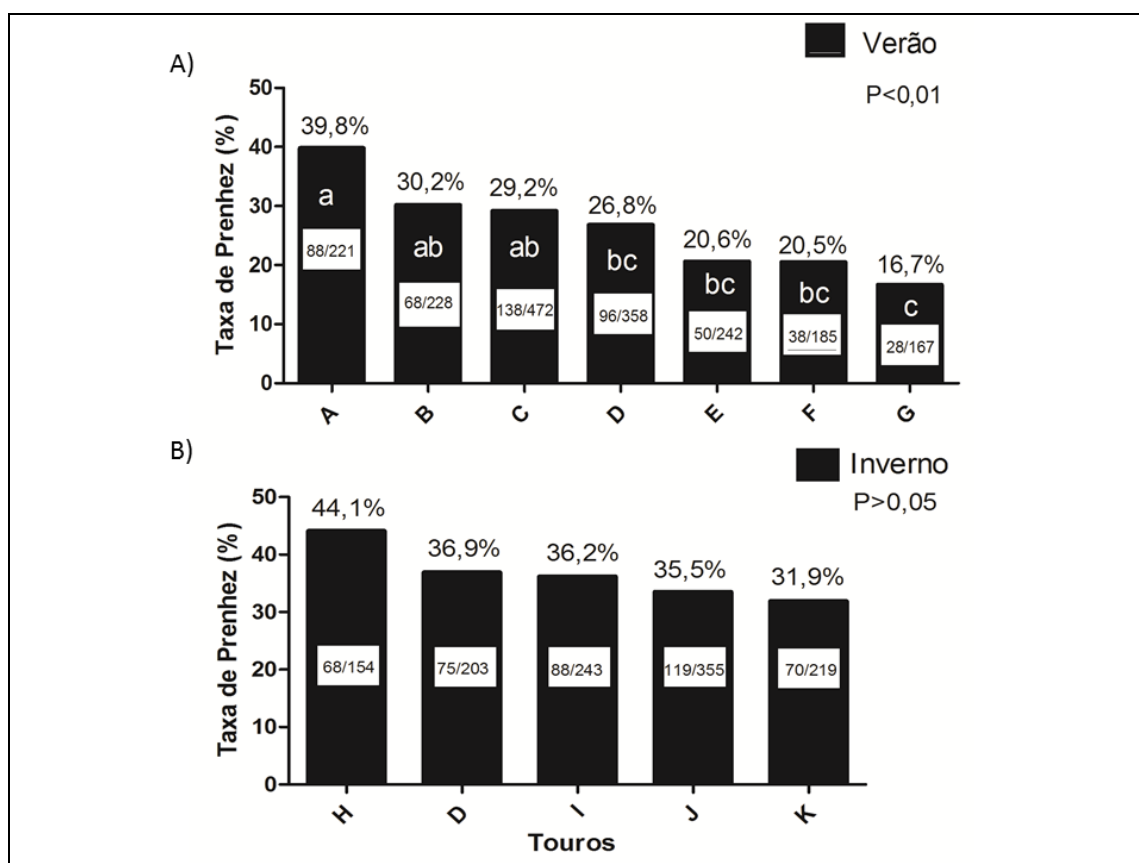 A)
Verão
P<0,01
Taxa de Prenhez (%)
50
40
30
20
10
0
39,8%
30,2%
29,2%
26,8%
20,6%
20,5%
16,7%
a
ab
ab
bc
bc
bc
c
88/221
68/228
138/472
96/358
50/242
38/185
28/167
A
B
C
D
E
F
G
B)
Inverno
P>0,05
Taxa de Prenhez (%)
50
40
30
20
10
0
44,1%
36,9%
36,2%
35,5%
31,9%
68/154
75/203
88/243
119/355
70/219
H
D
I
J
K
Touros